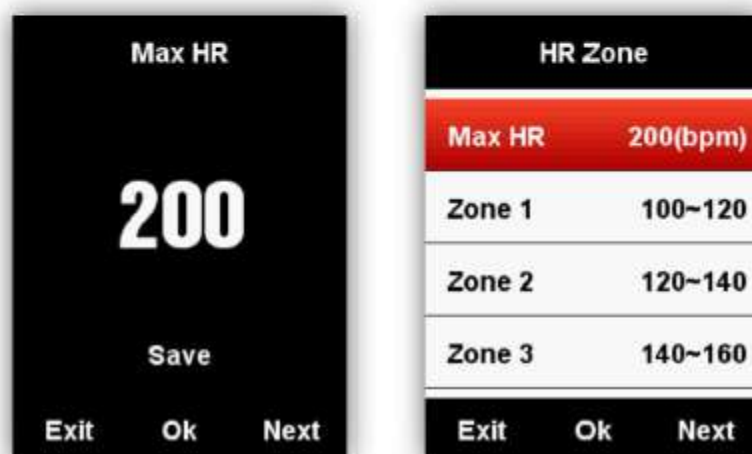 Max HR
200
Save
Exit Ok Next
HR Zone
Max HR 200(bpm)
Zone 1 100~120
Zone 2 120~140
Zone 3 140~160
Exit Ok Next